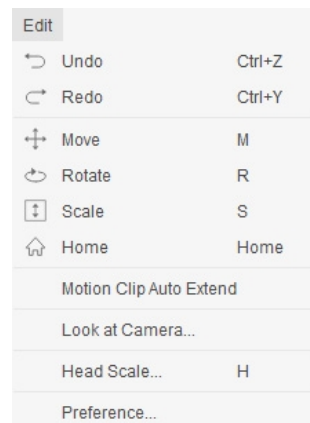 Edit
Undo Ctrl+Z
Redo Ctrl+Y
Move M
Rotate R
Scale S
Home Home
Motion Clip Auto Extend
Look at Camera...
Head Scale... H
Preference...